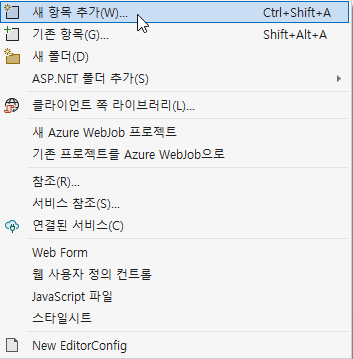 새 항목 추가(W)... Ctrl+Shift+A
기존 항목(G)... Shift+Alt+A
새 폴더(D)
ASP.NET 폴더 추가(S)
클라이언트 쪽 라이브러리(L)...
새 Azure WebJob 프로젝트
기존 프로젝트를 Azure WebJob으로
참조(R)...
서비스 참조(S)...
연결된 서비스(C)
Web Form
웹 사용자 정의 컨트롤
JavaScript 파일
스타일시트
New EditorConfig